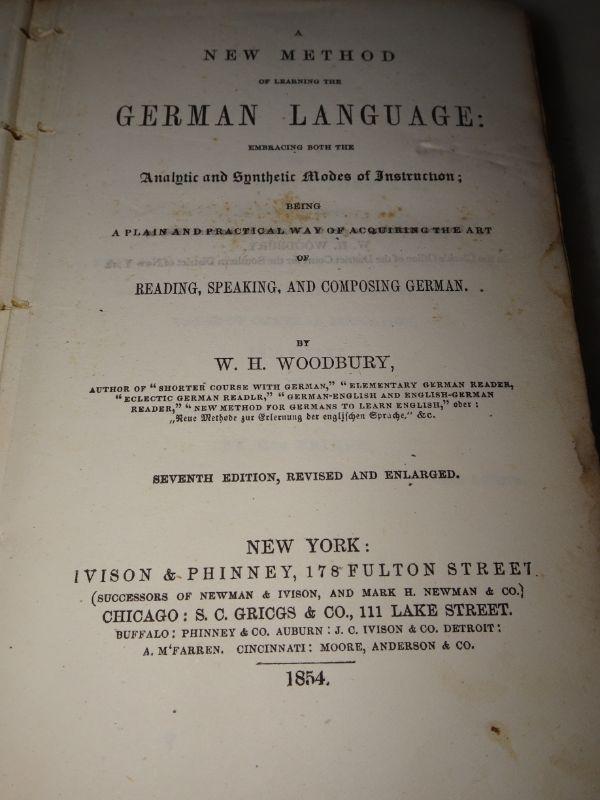 A
NEW METHOD
OF LEARNING THE
GERMAN LANGUAGE:
EMBRACING BOTH THE
Analytic and Synthetic Modes of Instruction;
BEING
A PLAIN AND PRACTICAL WAY OF ACQUIRING THE ART
OF
READING, SPEAKING, AND COMPOSING GERMAN.
BY
W. H. WOODBURY,
AUTHOR OF "SHORTER COURSE WITH GERMAN," "ELEMENTARY GERMAN READER,
"ECLECTIC GERMAN READER," "GERMAN-ENGLISH AND ENGLISH-GERMAN
READER," "NEW METHOD FOR GERMANS TO LEARN ENGLISH," oder:
„Neue Methode zur Erlernung der englischen Sprache," &c.
SEVENTH EDITION, REVISED AND ENLARGED.
NEW YORK:
IVISON & PHINNEY, 178 FULTON STREET
(SUCCESSORS OF NEWMAN & IVISON, AND MARK H. NEWMAN & CO.)
CHICAGO: S. C. GRIGGS & CO., 111 LAKE STREET.
BUFFALO: PHINNEY & CO. AUBURN: J. C. IVISON & CO. DETROIT:
A. M'FARREN. CINCINNATI: MOORE, ANDERSON & CO.
1854.